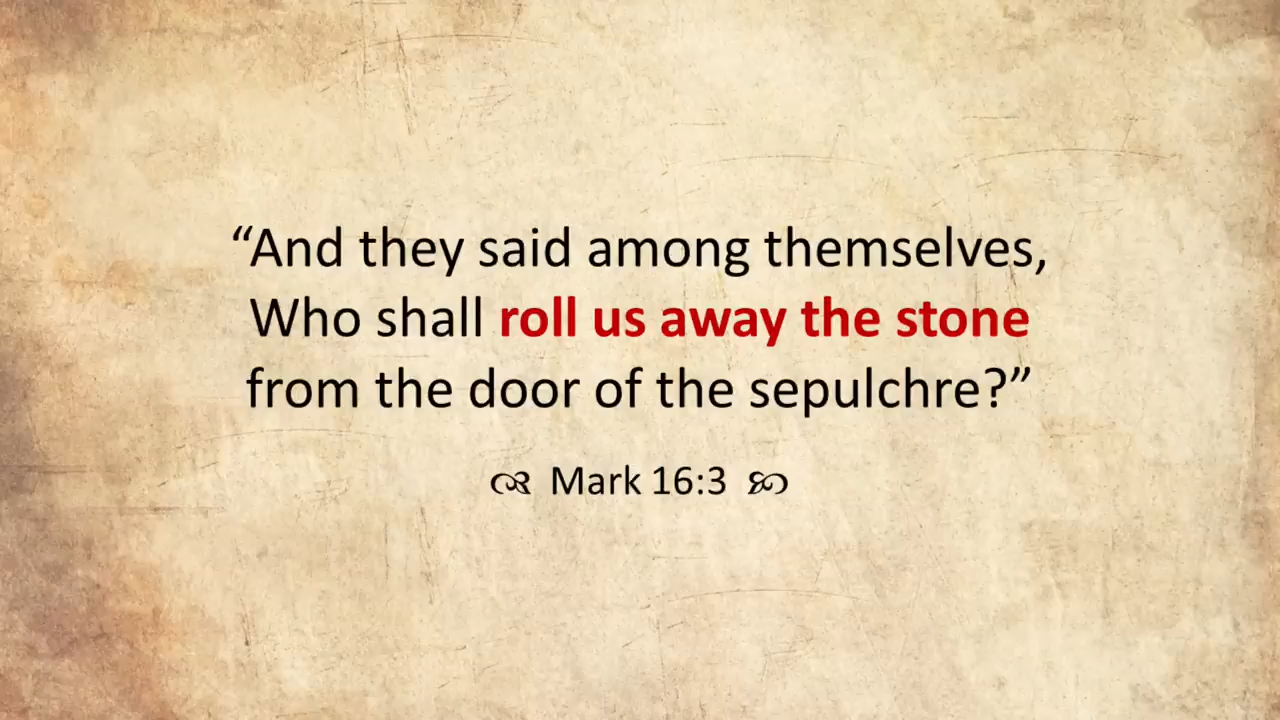 “And they said among themselves,
Who shall roll us away the stone
from the door of the sepulchre?”
Mark 16:3